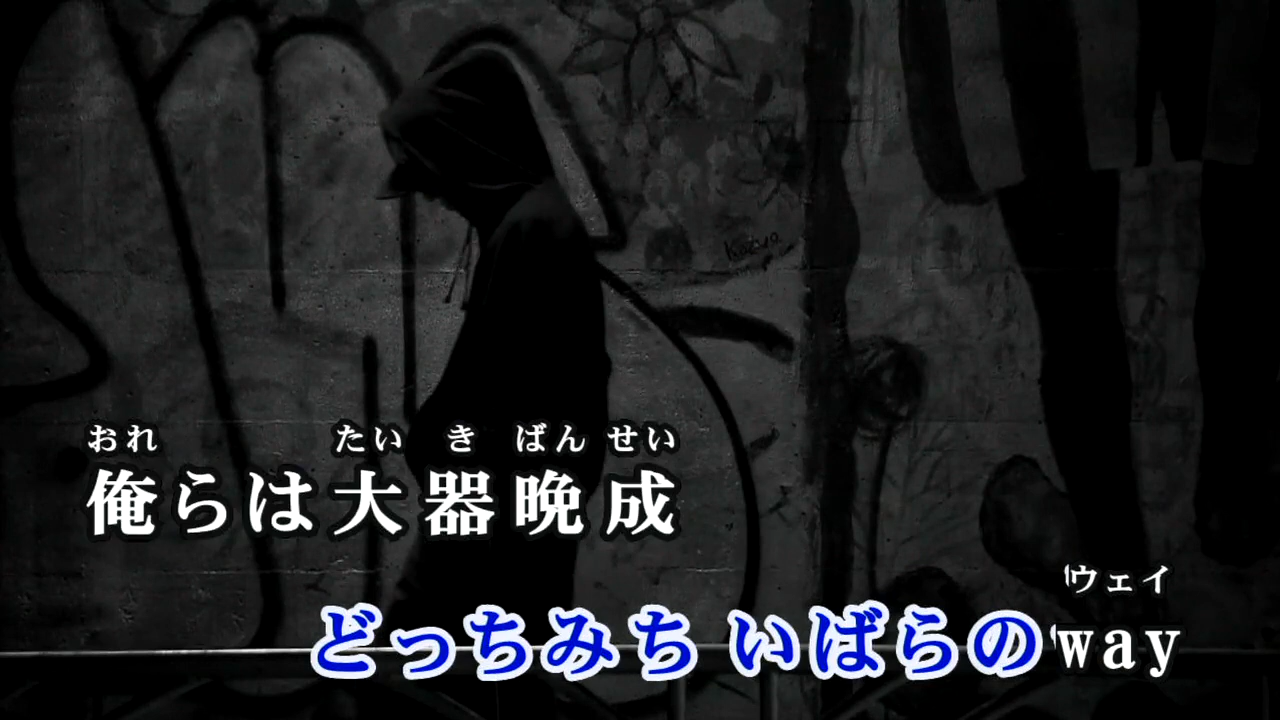 おれ たい き ばん せい
俺らは大器晩成
ウェイ
どっちみち いばらのway